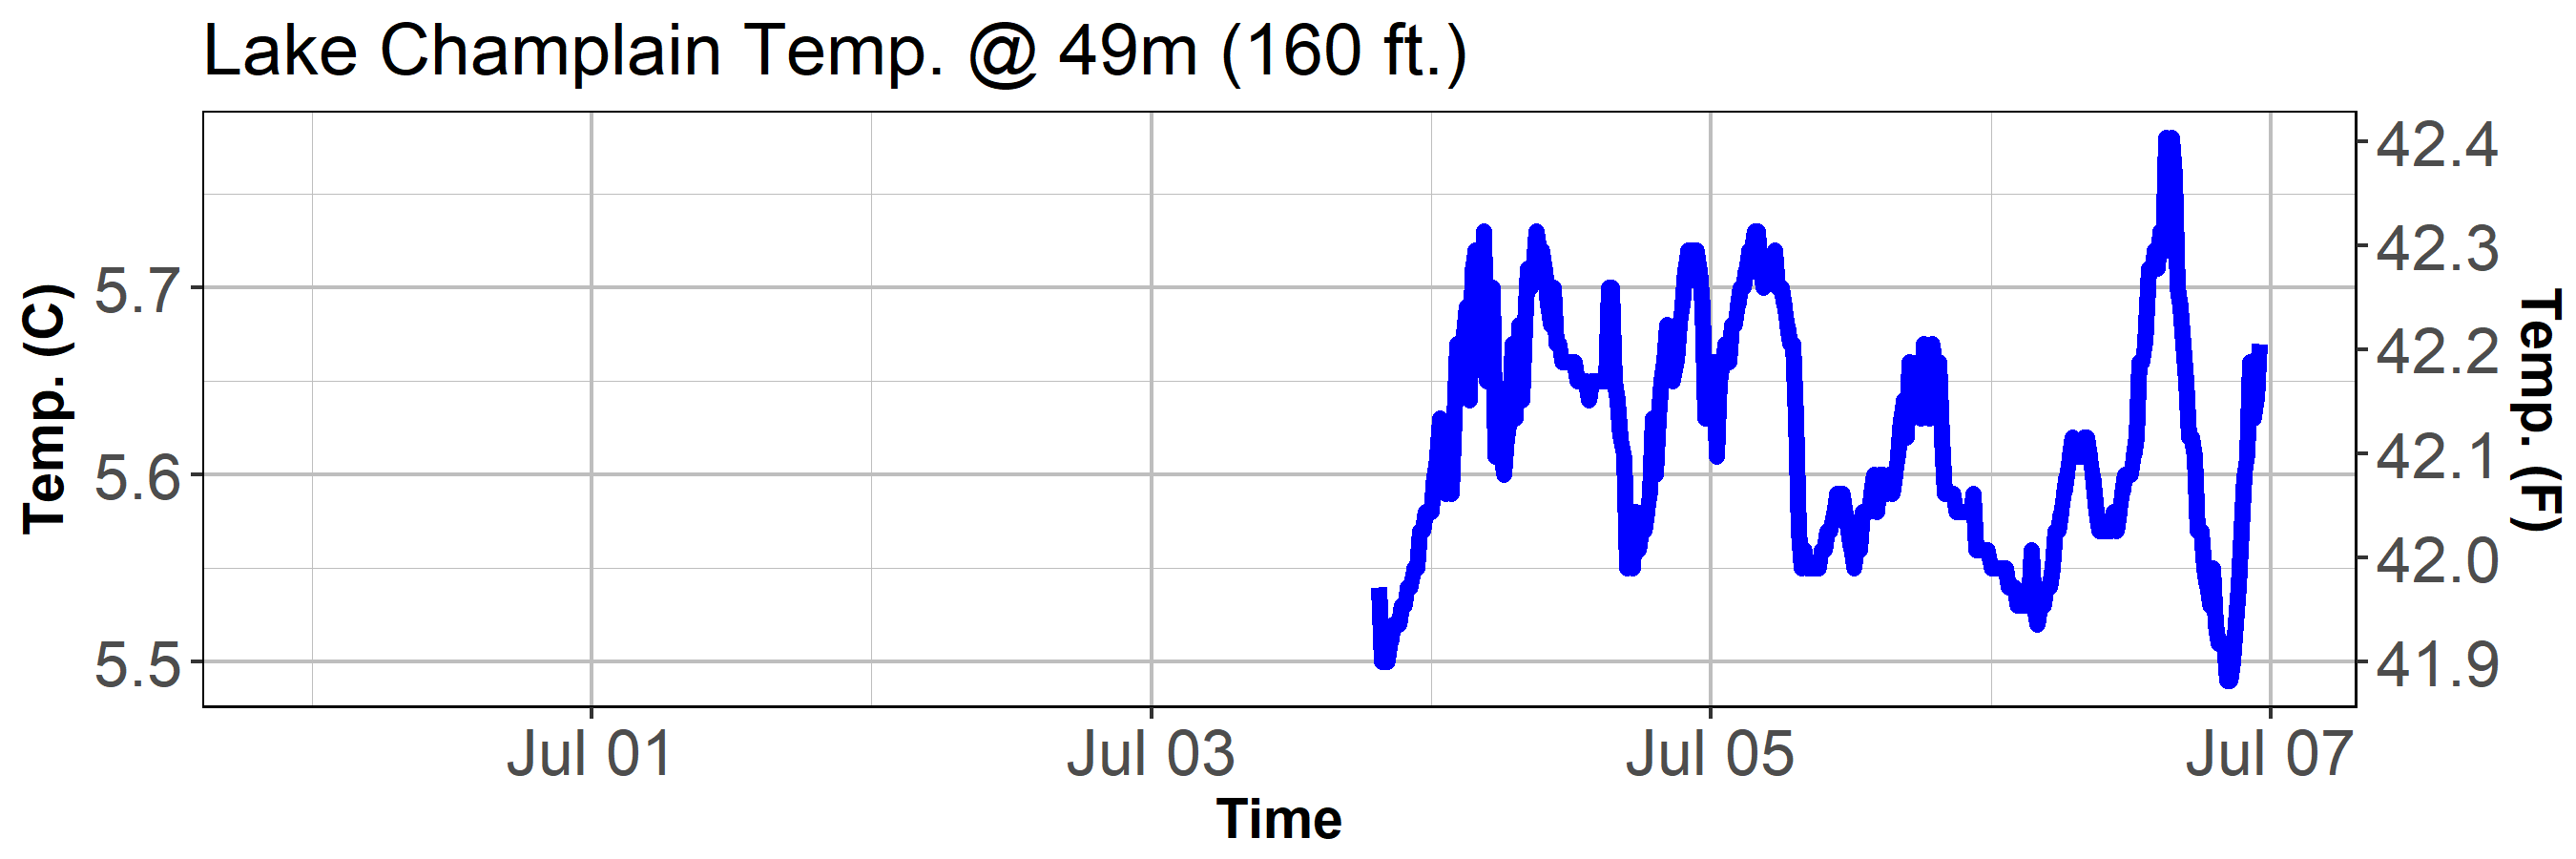 Lake Champlain Temp. @ 49m (160 ft.)
Temp. (C)
5.7
5.6
5.5
42.4
42.3
42.2
42.1
42.0
41.9
Temp. (F)
Jul 01 Jul 03 Jul 05 Jul 07
Time